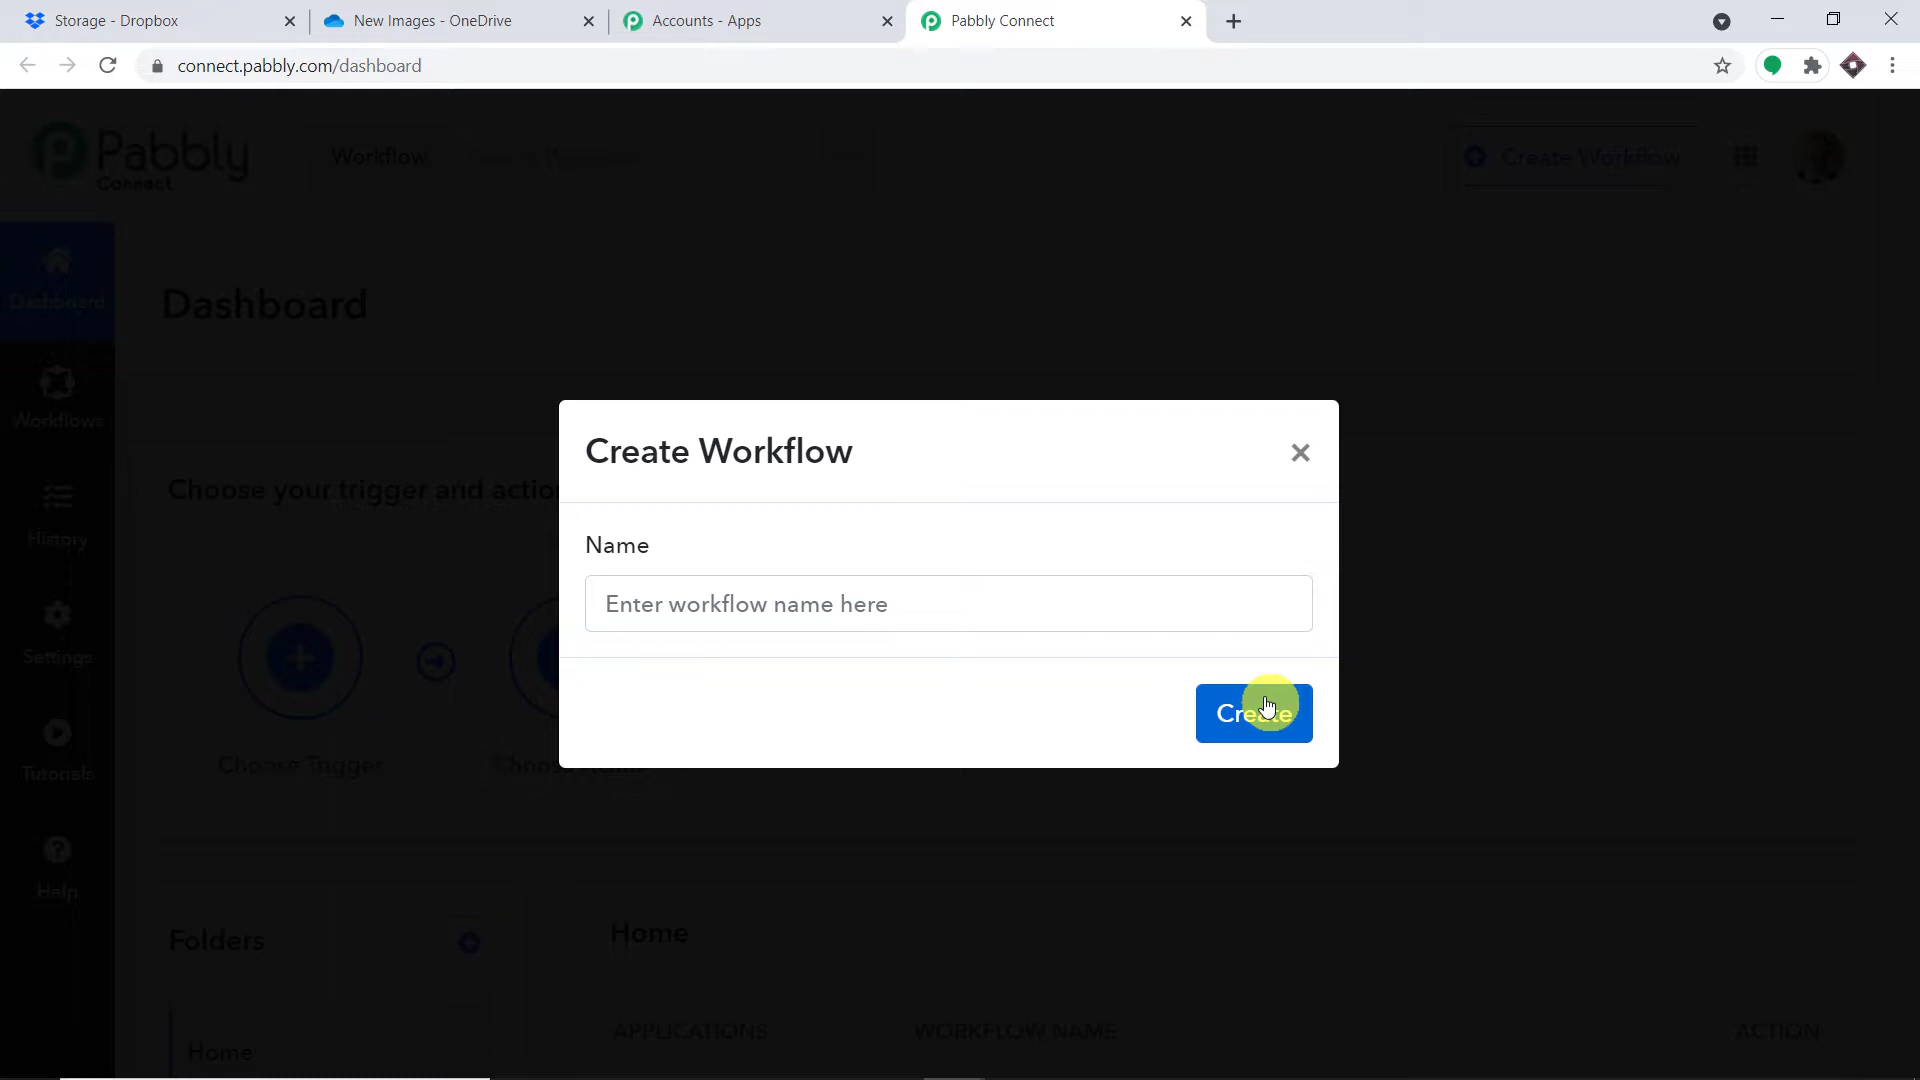 Storage - Dropbox
New Images - OneDrive
Accounts - Apps
Pabbly Connect
connect.pabbly.com/dashboard
Pabbly
Connect
Workflow
Create Workflow
Dashboard
Dashboard
Workflows
History
Settings
Tutorials
Help
Choose your trigger and action
Choose Trigger
Create Workflow
Name
Enter workflow name here
Create
Folders
Home
Home
APPLICATIONS
WORKFLOW NAME
ACTION